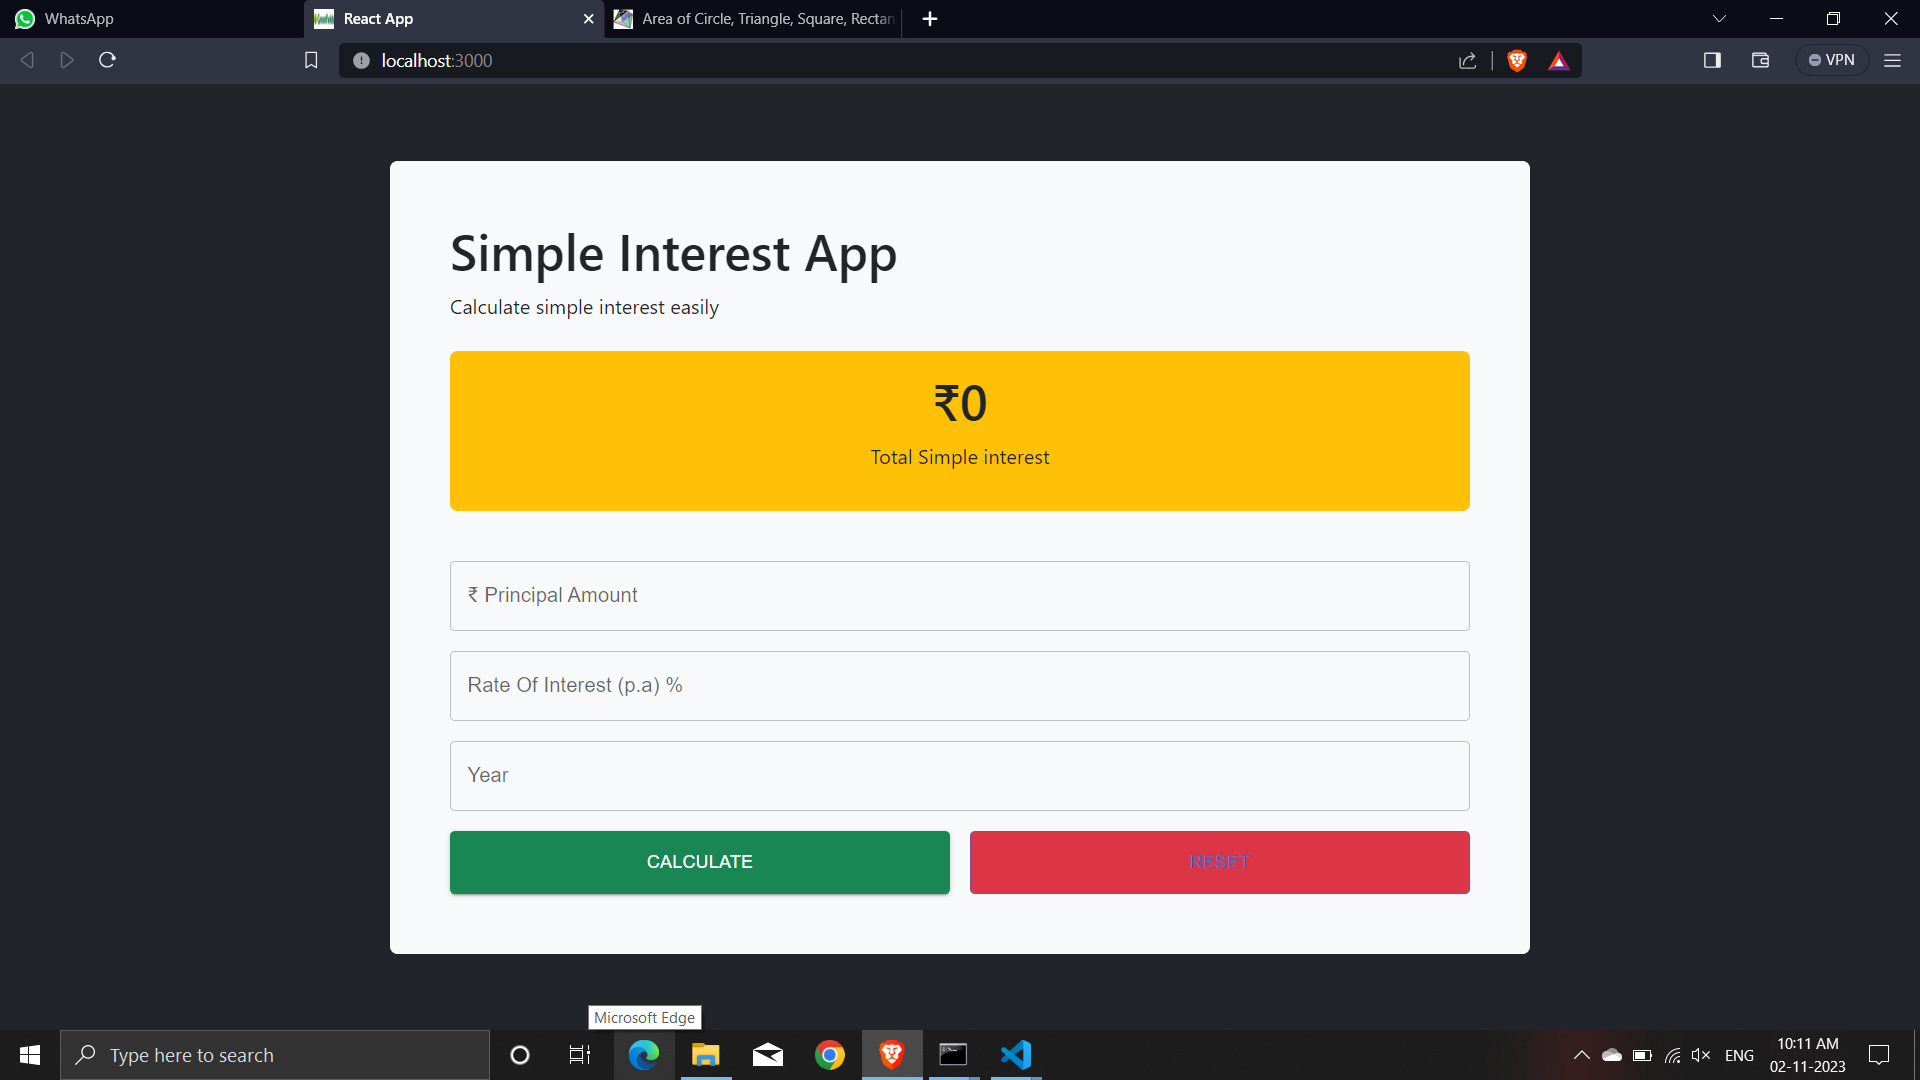 WhatsApp
React App
Area of Circle, Triangle, Square, Rectan
localhost:3000
VPN
Simple Interest App
Calculate simple interest easily
₹0
Total Simple interest
₹ Principal Amount
Rate Of Interest (p.a) %
Year
CALCULATE
RESET
Microsoft Edge
Type here to search
ENG
10:11 AM
02-11-2023